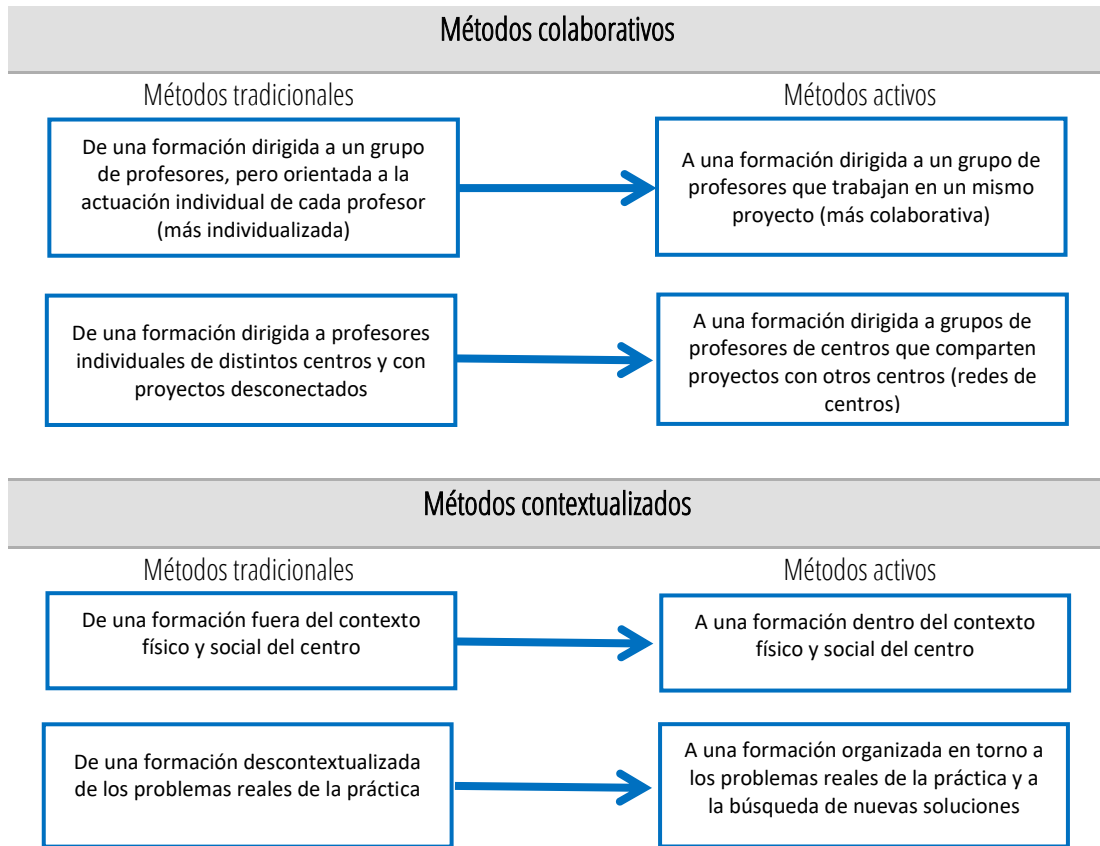 Métodos colaborativos
Métodos tradicionales
Métodos activos
De una formación dirigida a un grupo
de profesores, pero orientada a la
actuación individual de cada profesor
(más individualizada)
A una formación dirigida a un grupo de
profesores que trabajan en un mismo
proyecto (más colaborativa)
De una formación dirigida a profesores
individuales de distintos centros y con
proyectos desconectados
A una formación dirigida a grupos de
profesores de centros que comparten
proyectos con otros centros (redes de
centros)
Métodos contextualizados
Métodos tradicionales
Métodos activos
De una formación fuera del contexto
físico y social del centro
A una formación dentro del contexto
físico y social del centro
De una formación descontextualizada
de los problemas reales de la práctica
A una formación organizada en torno a
los problemas reales de la práctica y a
la búsqueda de nuevas soluciones